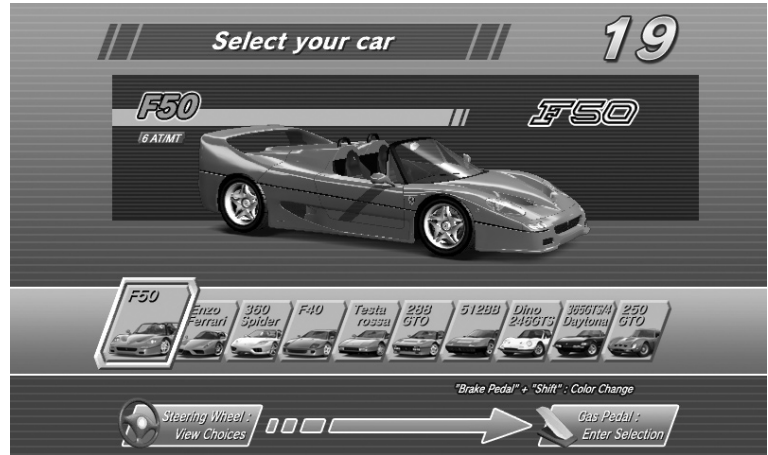 Select your car
19
F50
6 AT/MT
F50
F50
Enzo
Ferrari
360
Spider
F40
Testa
rossa
288
GTO
512BB
Dino
246GTS
365GTS/4
Daytona
250
GTO
"Brake Pedal" + "Shift" : Color Change
Steering Wheel :
View Choices
Gas Pedal :
Enter Selection